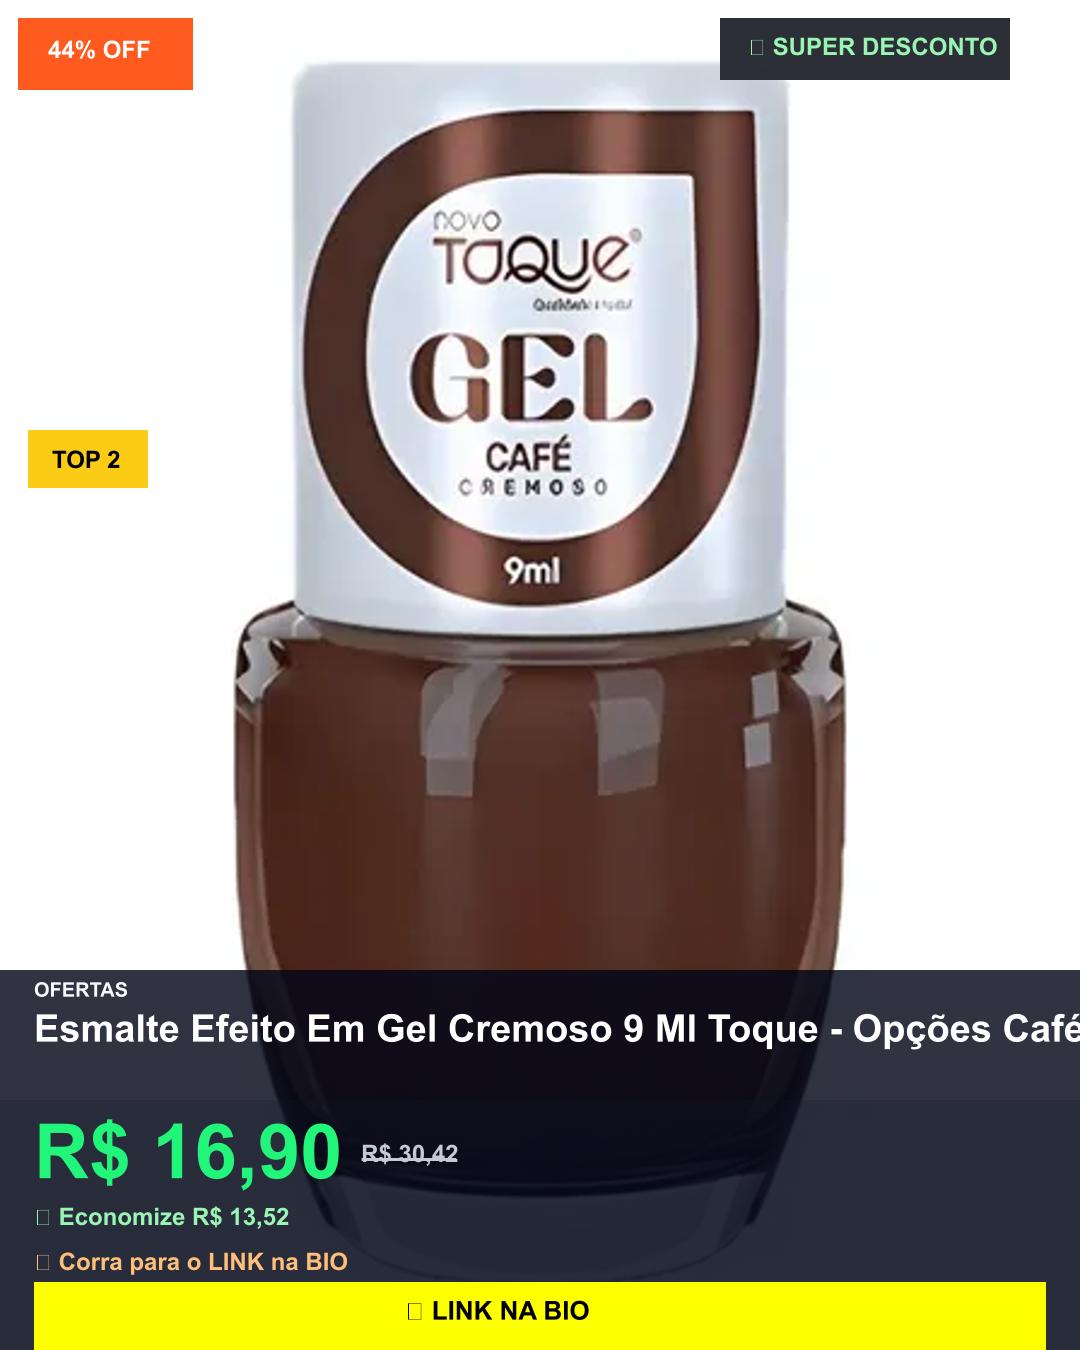 44% OFF
SUPER DESCONTO
novo
TOQUE®
GEL
CAFÉ
CREMOSO
9ml
TOP 2
OFERTAS
Esmalte Efeito Em Gel Cremoso 9 Ml Toque - Opções Café
R$ 16,90 R$ 30,42
Economize R$ 13,52
Corra para o LINK na BIO
LINK NA BIO